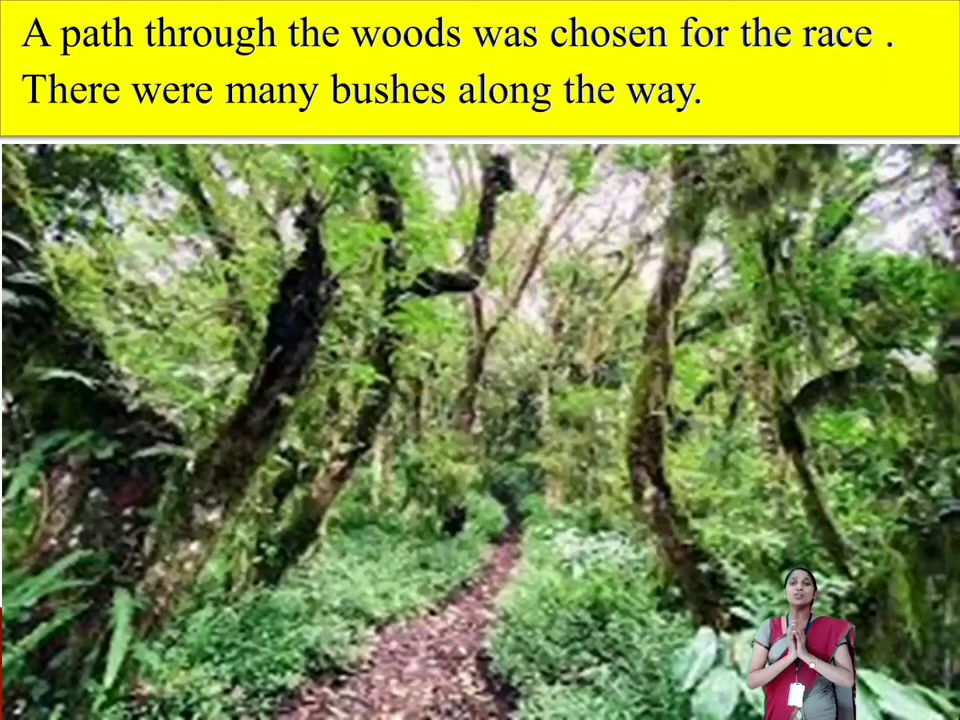 A path through the woods was chosen for the race .
There were many bushes along the way.